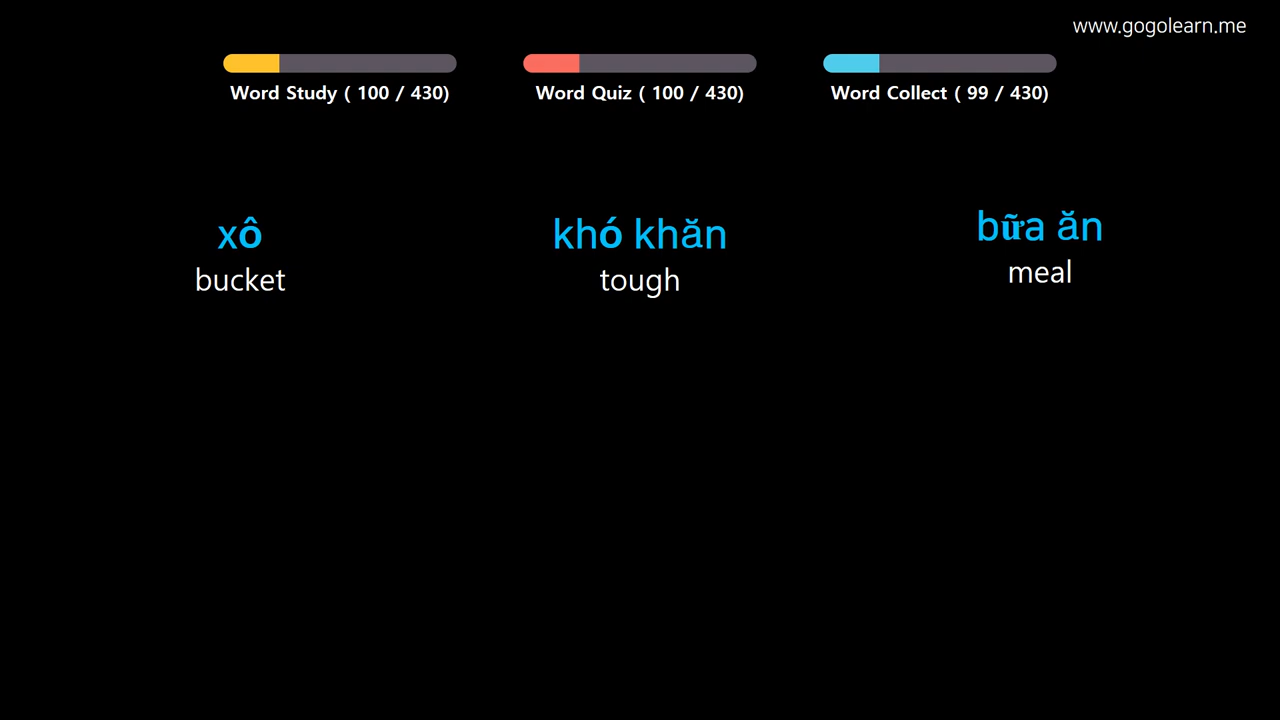 www.gogolearn.me
Word Study ( 100 / 430)
Word Quiz ( 100 / 430)
Word Collect ( 99 / 430)
xô
bucket
khó khăn
tough
bữa ăn
meal